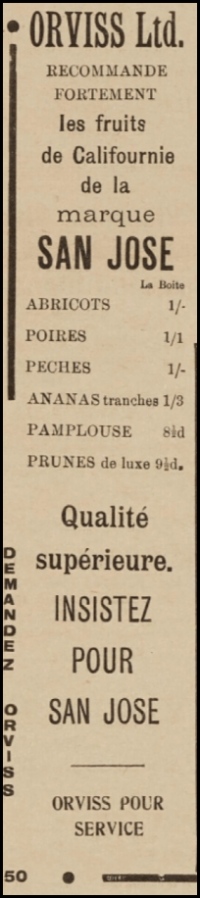 ORVISS Ltd.
RECOMMANDE
FORTEMENT
les fruits
de Califournie
de la
marque
SAN JOSE
La Boite
ABRICOTS 1/-
POIRES 1/1
PECHES 1/-
ANANAS tranches 1/3
PAMPLOUSE 8½d
PRUNES de luxe 9½d.
Qualité
supérieure.
INSISTEZ
POUR
SAN JOSE
ORVISS POUR
SERVICE
DEMANDEZ ORVISS
50